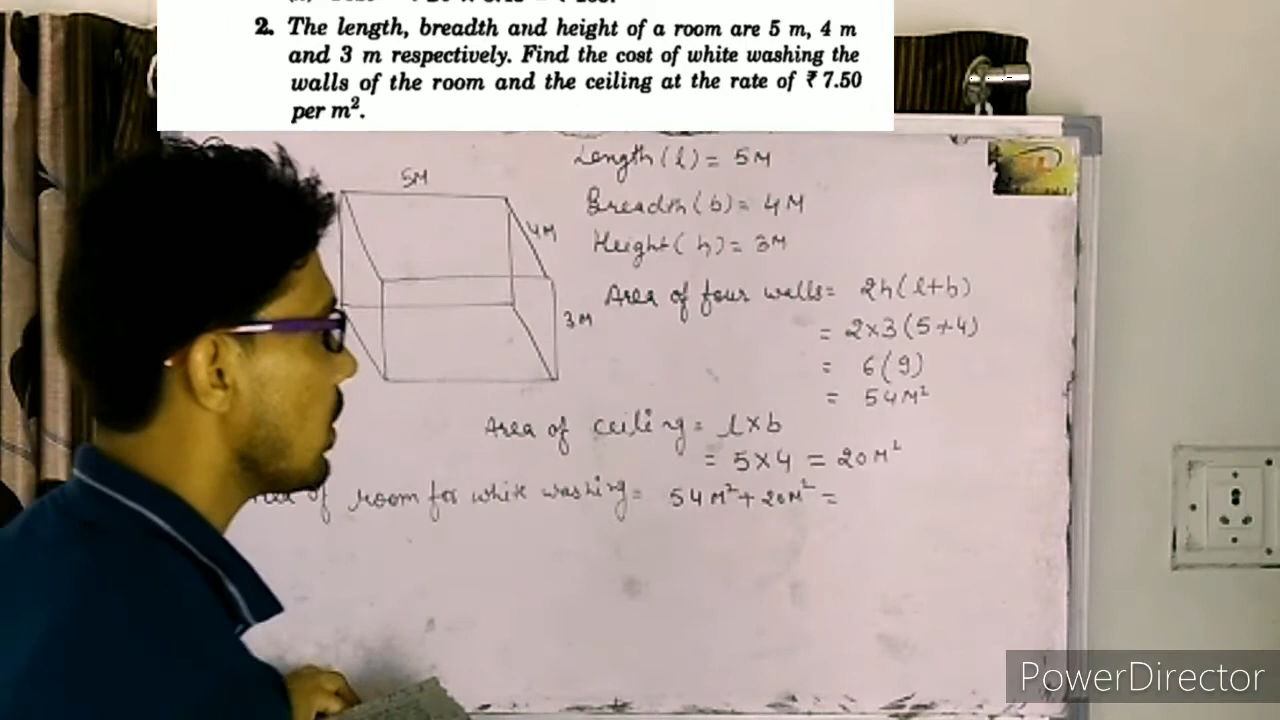 2. The length, breadth and height of a room are 5 m, 4 m
and 3 m respectively. Find the cost of white washing the
walls of the room and the ceiling at the rate of ₹ 7.50
per m².
Length (l) = 5M
5M
Breadth (b) = 4M
4M
Height (h) = 3M
Area of four walls = 2h(l+b)
3M
= 2×3(5+4)
= 6(9)
= 54M²
Area of ceiling = l×b
= 5×4 = 20M²
of room for white washing = 54M²+20M² =
PowerDirector